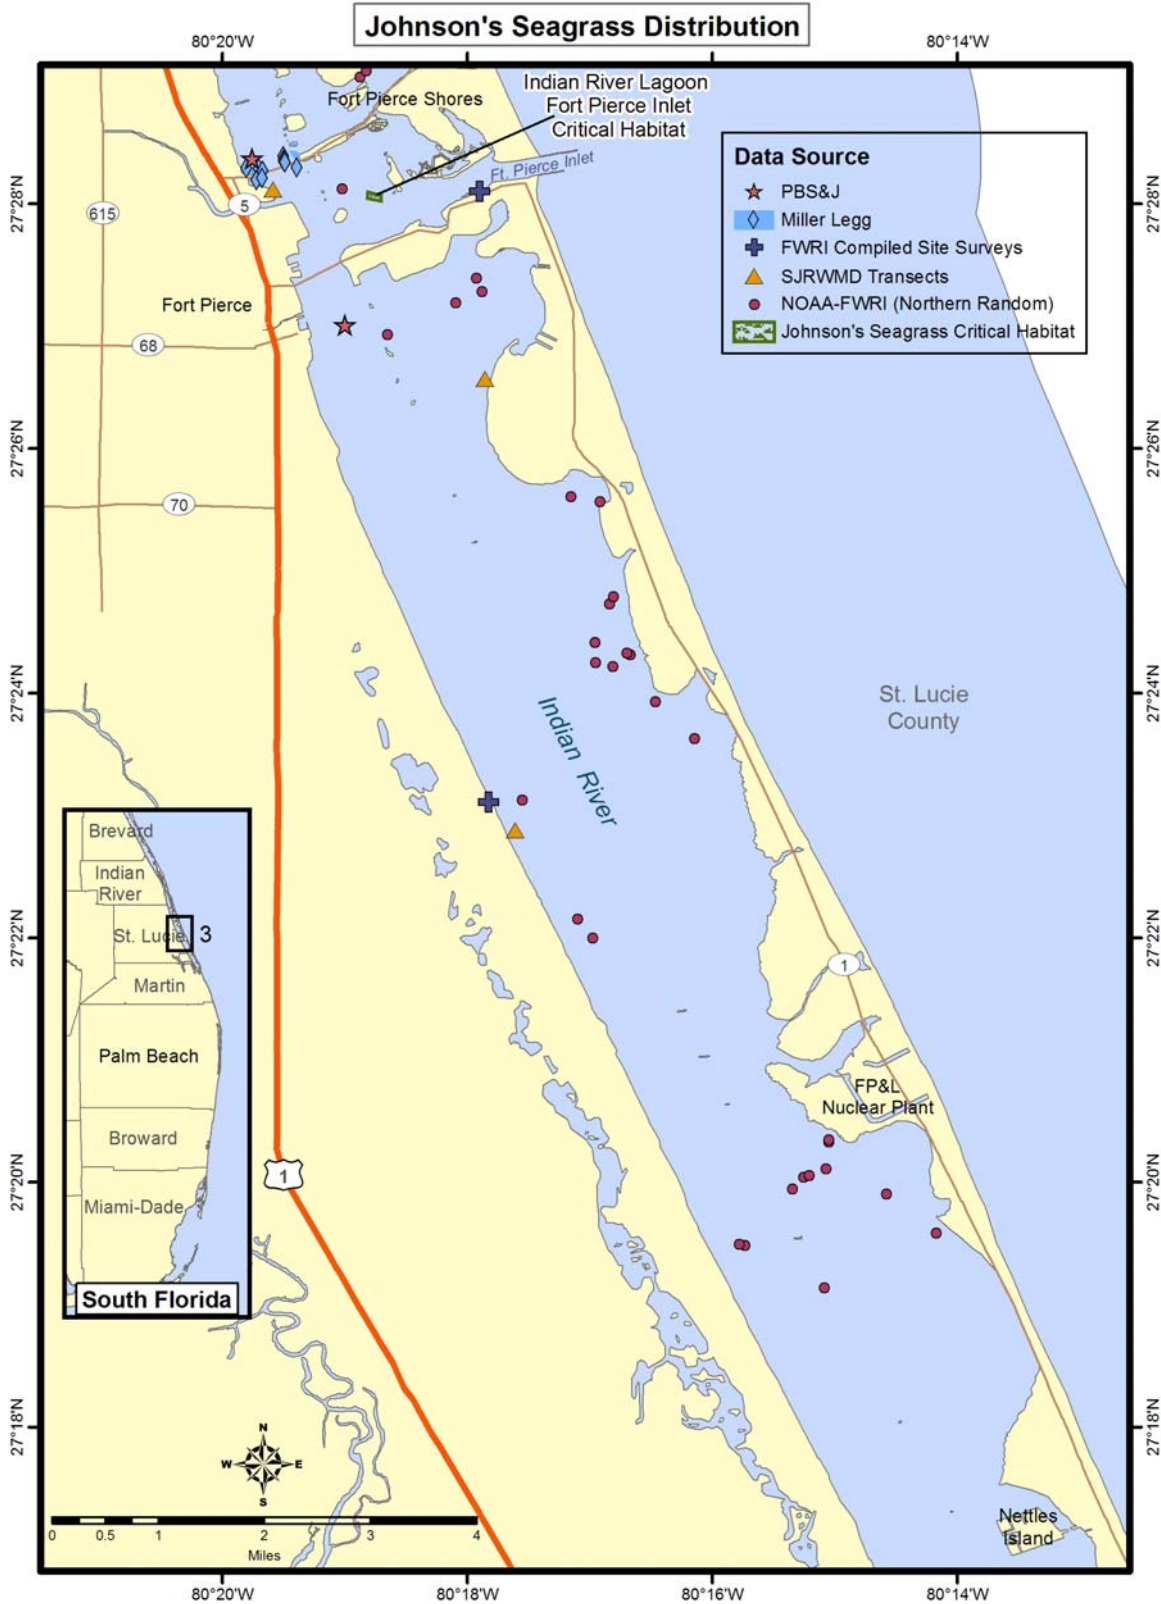 Johnson's Seagrass Distribution
80°20'W
80°14'W
Indian River Lagoon
Fort Pierce Inlet
Critical Habitat
Fort Pierce Shores
Ft. Pierce Inlet
Data Source
PBS&J
Miller Legg
FWRI Compiled Site Surveys
SJRWMD Transects
NOAA-FWRI (Northern Random)
Johnson's Seagrass Critical Habitat
27°28'N
27°28'N
615
5
Fort Pierce
68
27°26'N
27°26'N
70
27°24'N
27°24'N
St. Lucie
County
Indian River
Brevard
Indian
River
St. Lucie
3
Martin
Palm Beach
Broward
Miami-Dade
South Florida
27°22'N
27°22'N
1
FP&L
Nuclear Plant
27°20'N
27°20'N
1
27°18'N
27°18'N
N
W
E
S
0 0.5 1 2 3 4
Miles
Nettles
Island
80°20'W
80°18'W
80°16'W
80°14'W